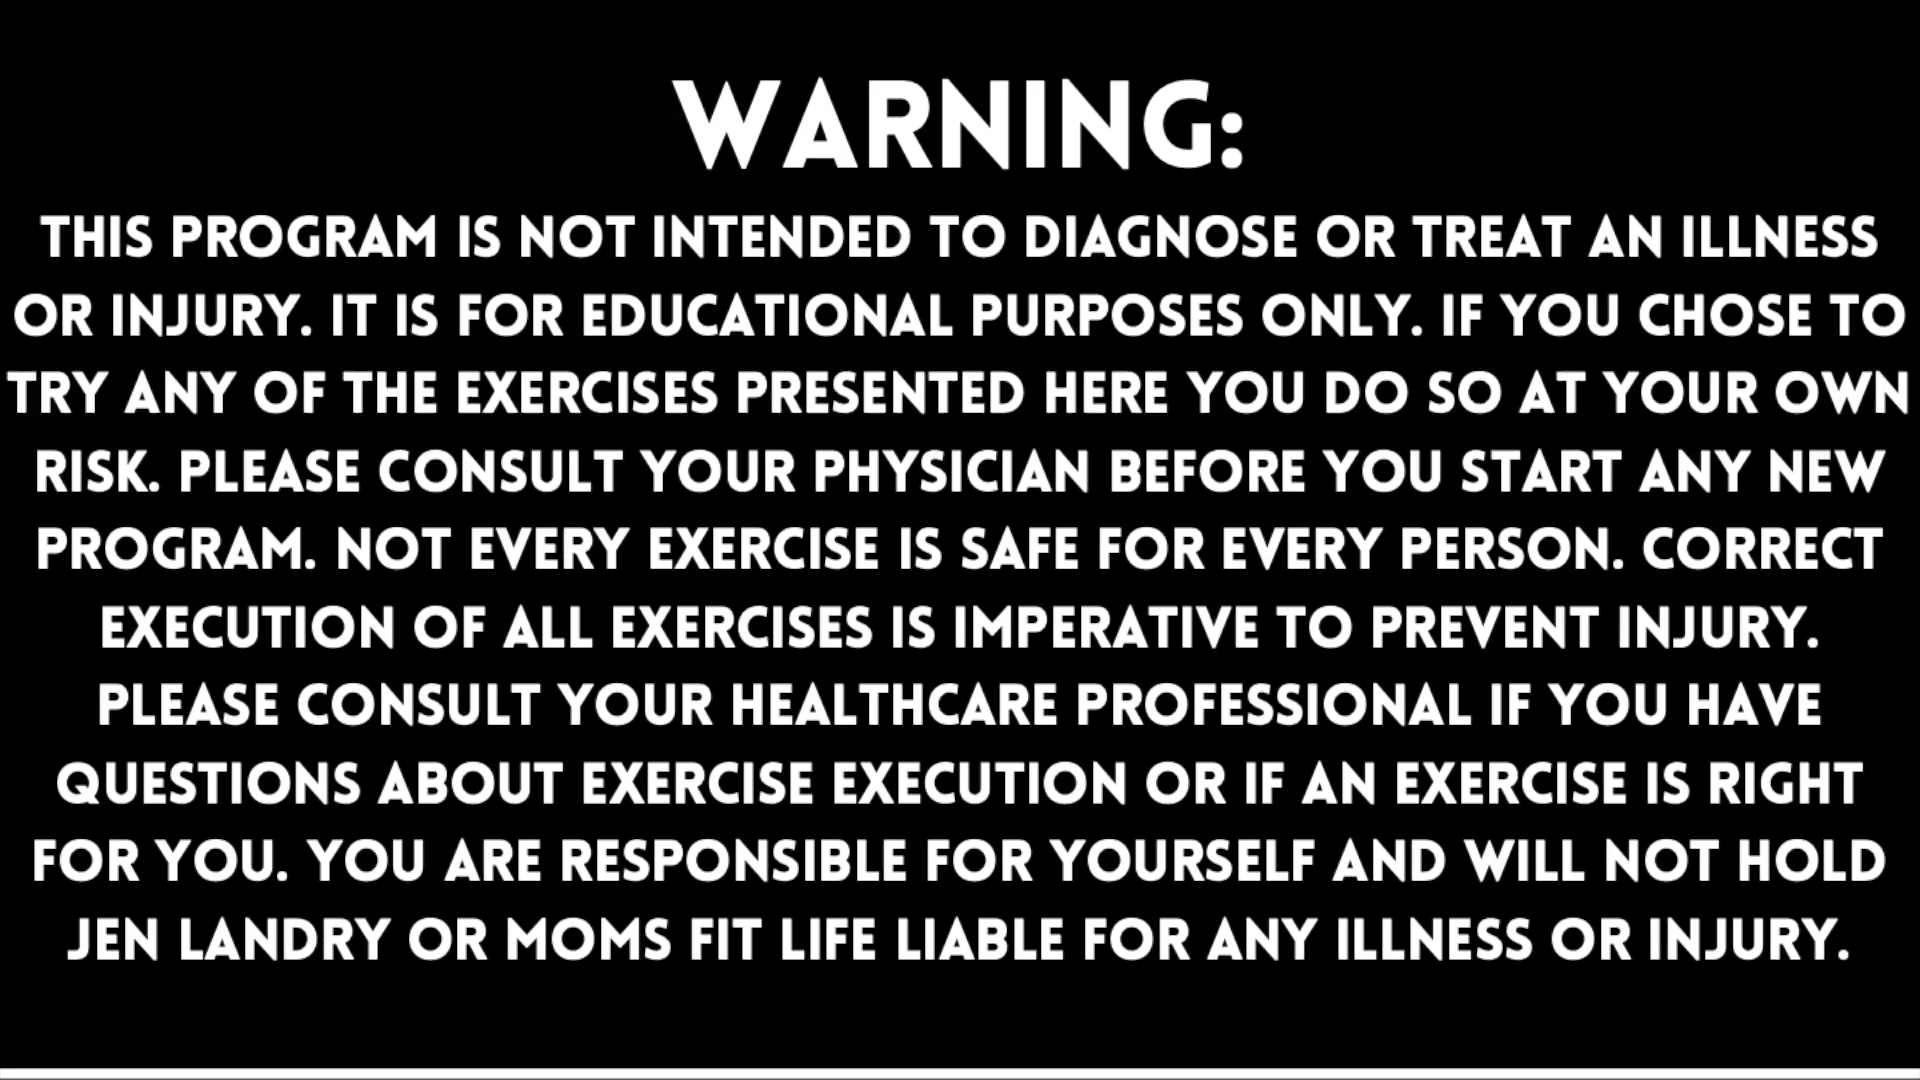 WARNING:
THIS PROGRAM IS NOT INTENDED TO DIAGNOSE OR TREAT AN ILLNESS
OR INJURY. IT IS FOR EDUCATIONAL PURPOSES ONLY. IF YOU CHOSE TO
TRY ANY OF THE EXERCISES PRESENTED HERE YOU DO SO AT YOUR OWN
RISK. PLEASE CONSULT YOUR PHYSICIAN BEFORE YOU START ANY NEW
PROGRAM. NOT EVERY EXERCISE IS SAFE FOR EVERY PERSON. CORRECT
EXECUTION OF ALL EXERCISES IS IMPERATIVE TO PREVENT INJURY.
PLEASE CONSULT YOUR HEALTHCARE PROFESSIONAL IF YOU HAVE
QUESTIONS ABOUT EXERCISE EXECUTION OR IF AN EXERCISE IS RIGHT
FOR YOU. YOU ARE RESPONSIBLE FOR YOURSELF AND WILL NOT HOLD
JEN LANDRY OR MOMS FIT LIFE LIABLE FOR ANY ILLNESS OR INJURY.